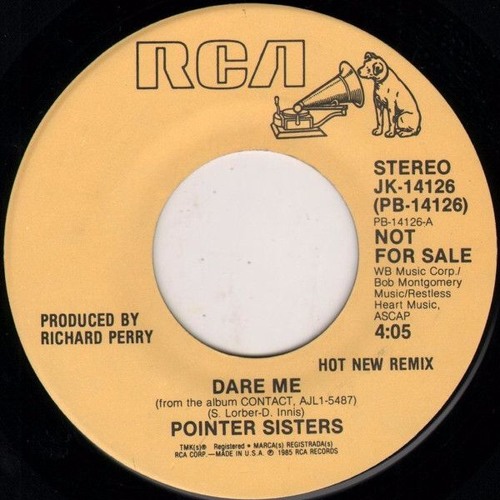 RCA
STEREO
JK-14126
(PB-14126)
PB-14126-A
NOT
FOR SALE
WB Music Corp./
Bob Montgomery
Music/Restless
Heart Music,
ASCAP
4:05
PRODUCED BY
RICHARD PERRY
HOT NEW REMIX
DARE ME
(from the album CONTACT, AJL1-5487)
(S. Lorber-D. Innis)
POINTER SISTERS
TMK(s)® Registered • MARCA(s) REGISTRADA(s)
RCA CORP.—MADE IN U.S.A. ℗ 1985 RCA RECORDS